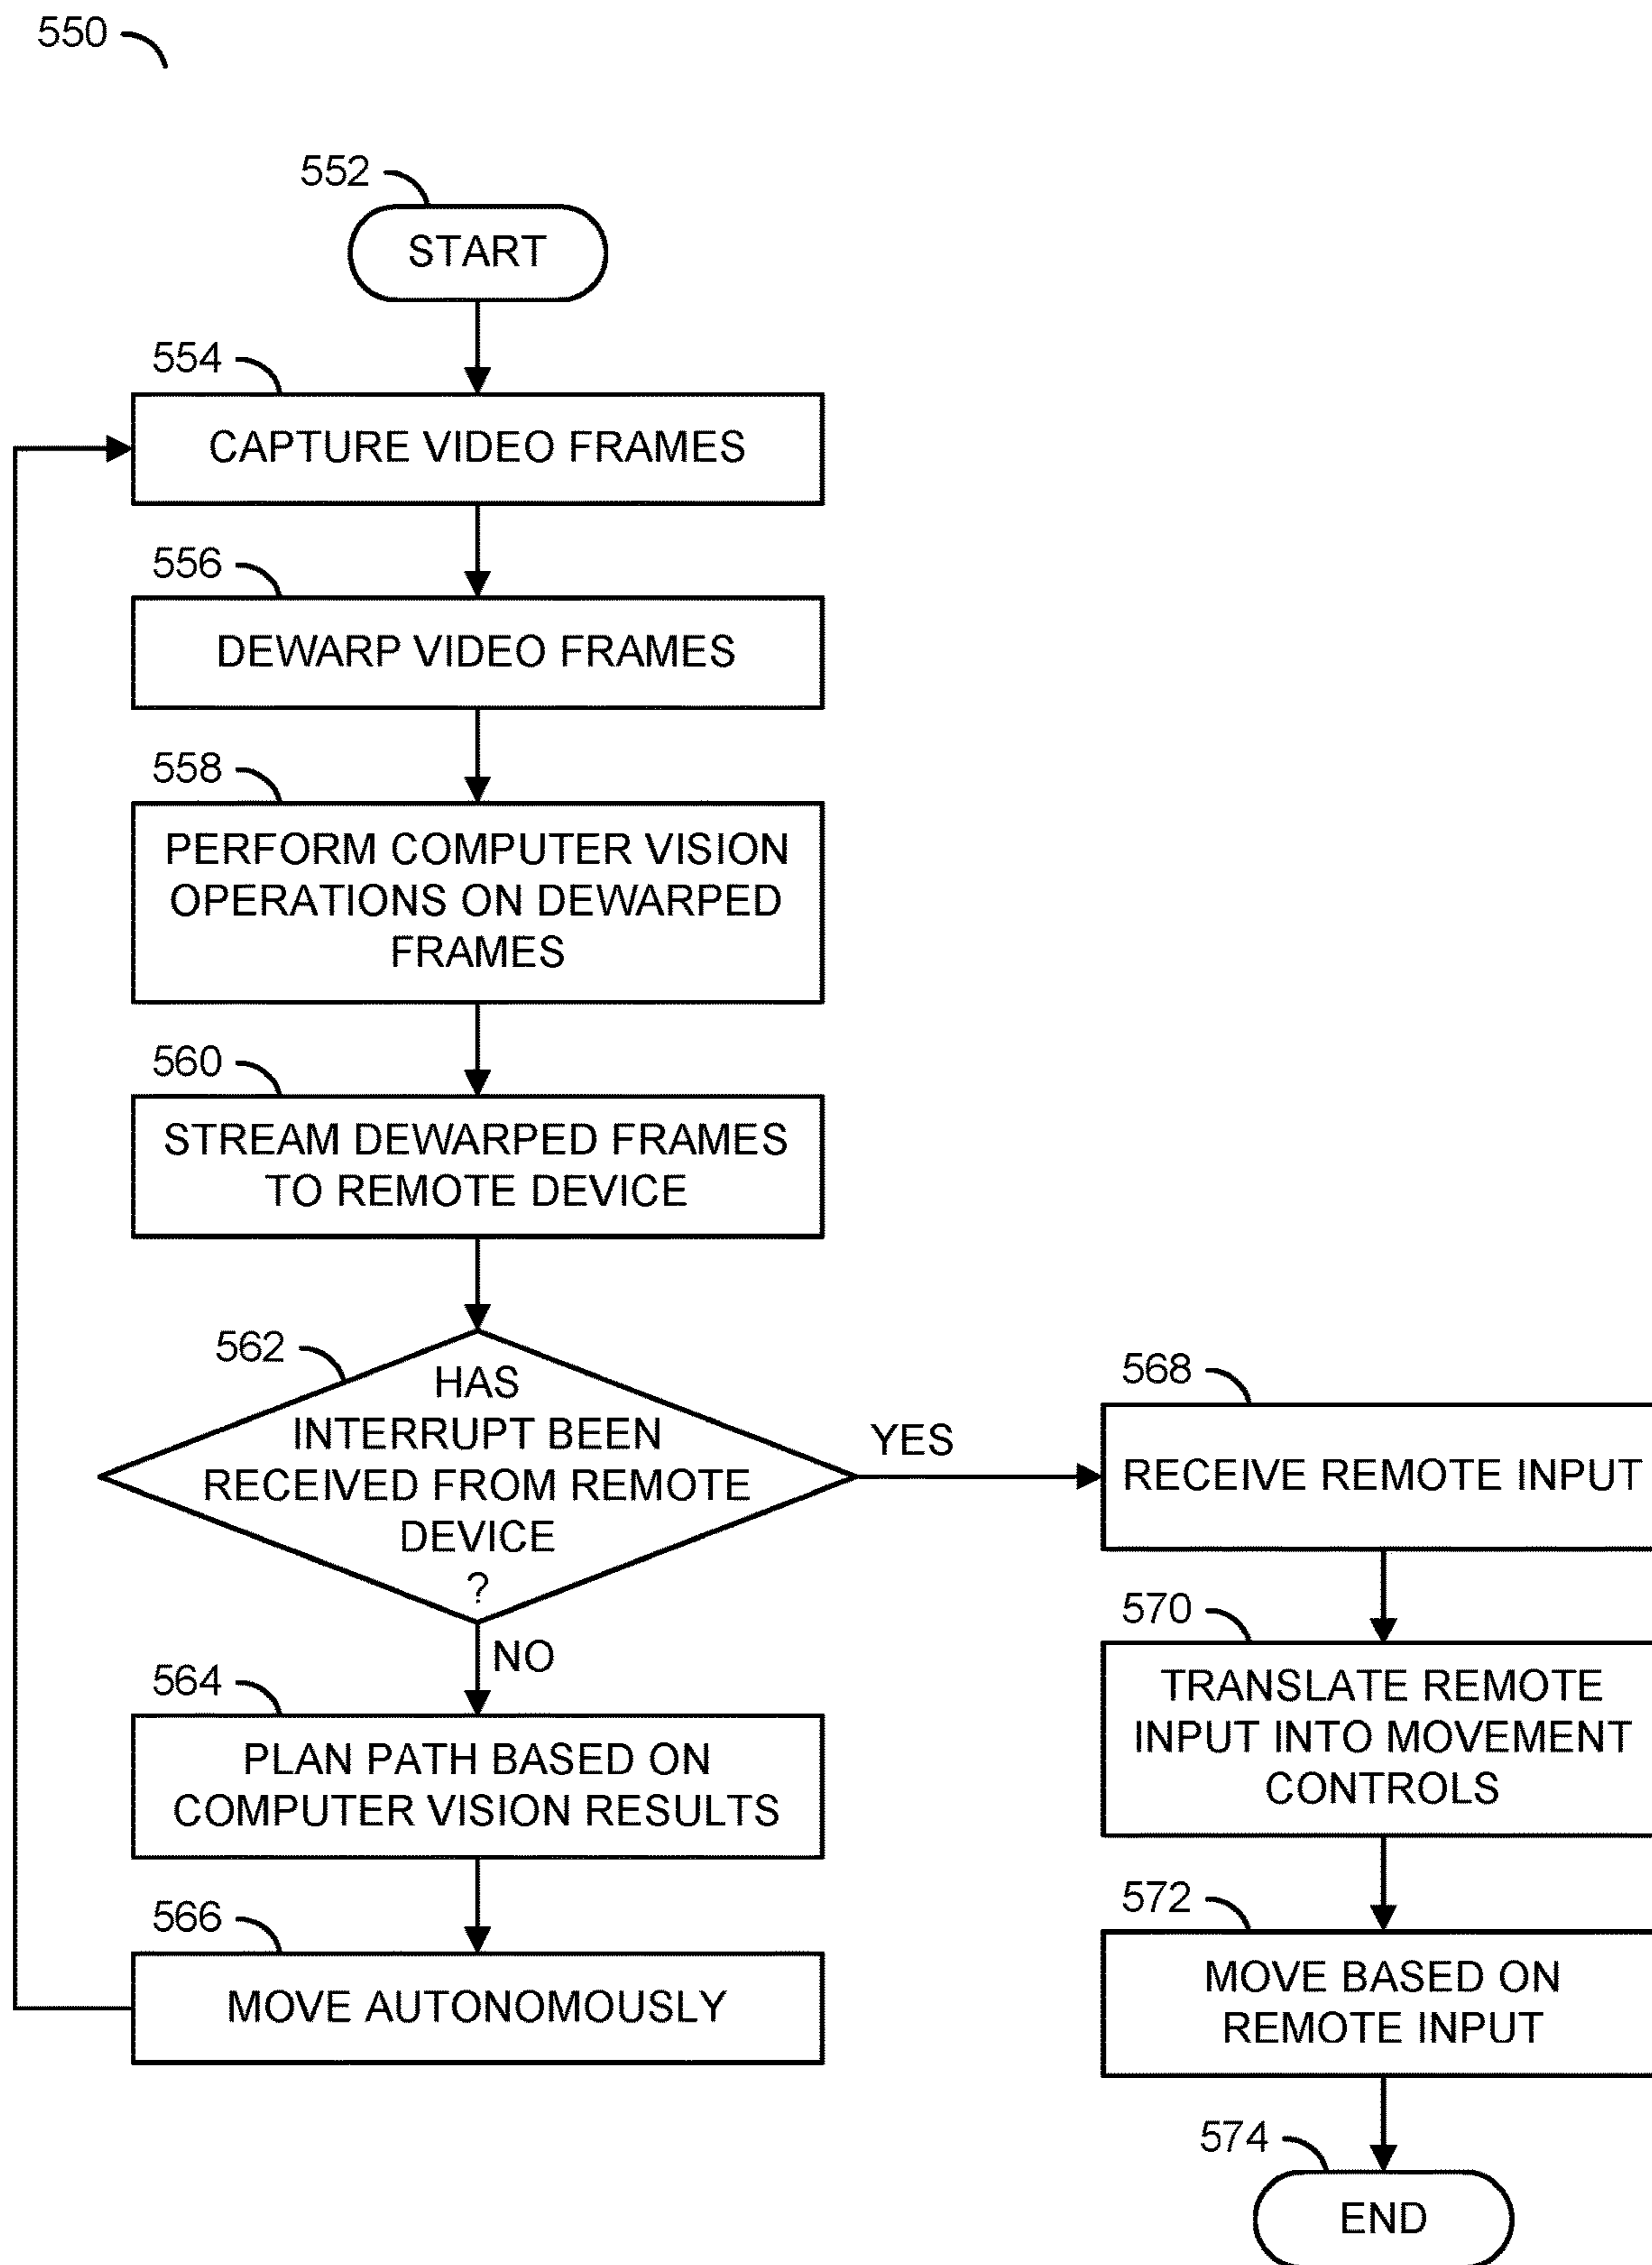 550
552
START
554
CAPTURE VIDEO FRAMES
556
DEWARP VIDEO FRAMES
558
PERFORM COMPUTER VISION
OPERATIONS ON DEWARPED
FRAMES
560
STREAM DEWARPED FRAMES
TO REMOTE DEVICE
562
HAS
INTERRUPT BEEN
RECEIVED FROM REMOTE
DEVICE
?
YES
NO
564
PLAN PATH BASED ON
COMPUTER VISION RESULTS
566
MOVE AUTONOMOUSLY
568
RECEIVE REMOTE INPUT
570
TRANSLATE REMOTE
INPUT INTO MOVEMENT
CONTROLS
572
MOVE BASED ON
REMOTE INPUT
574
END